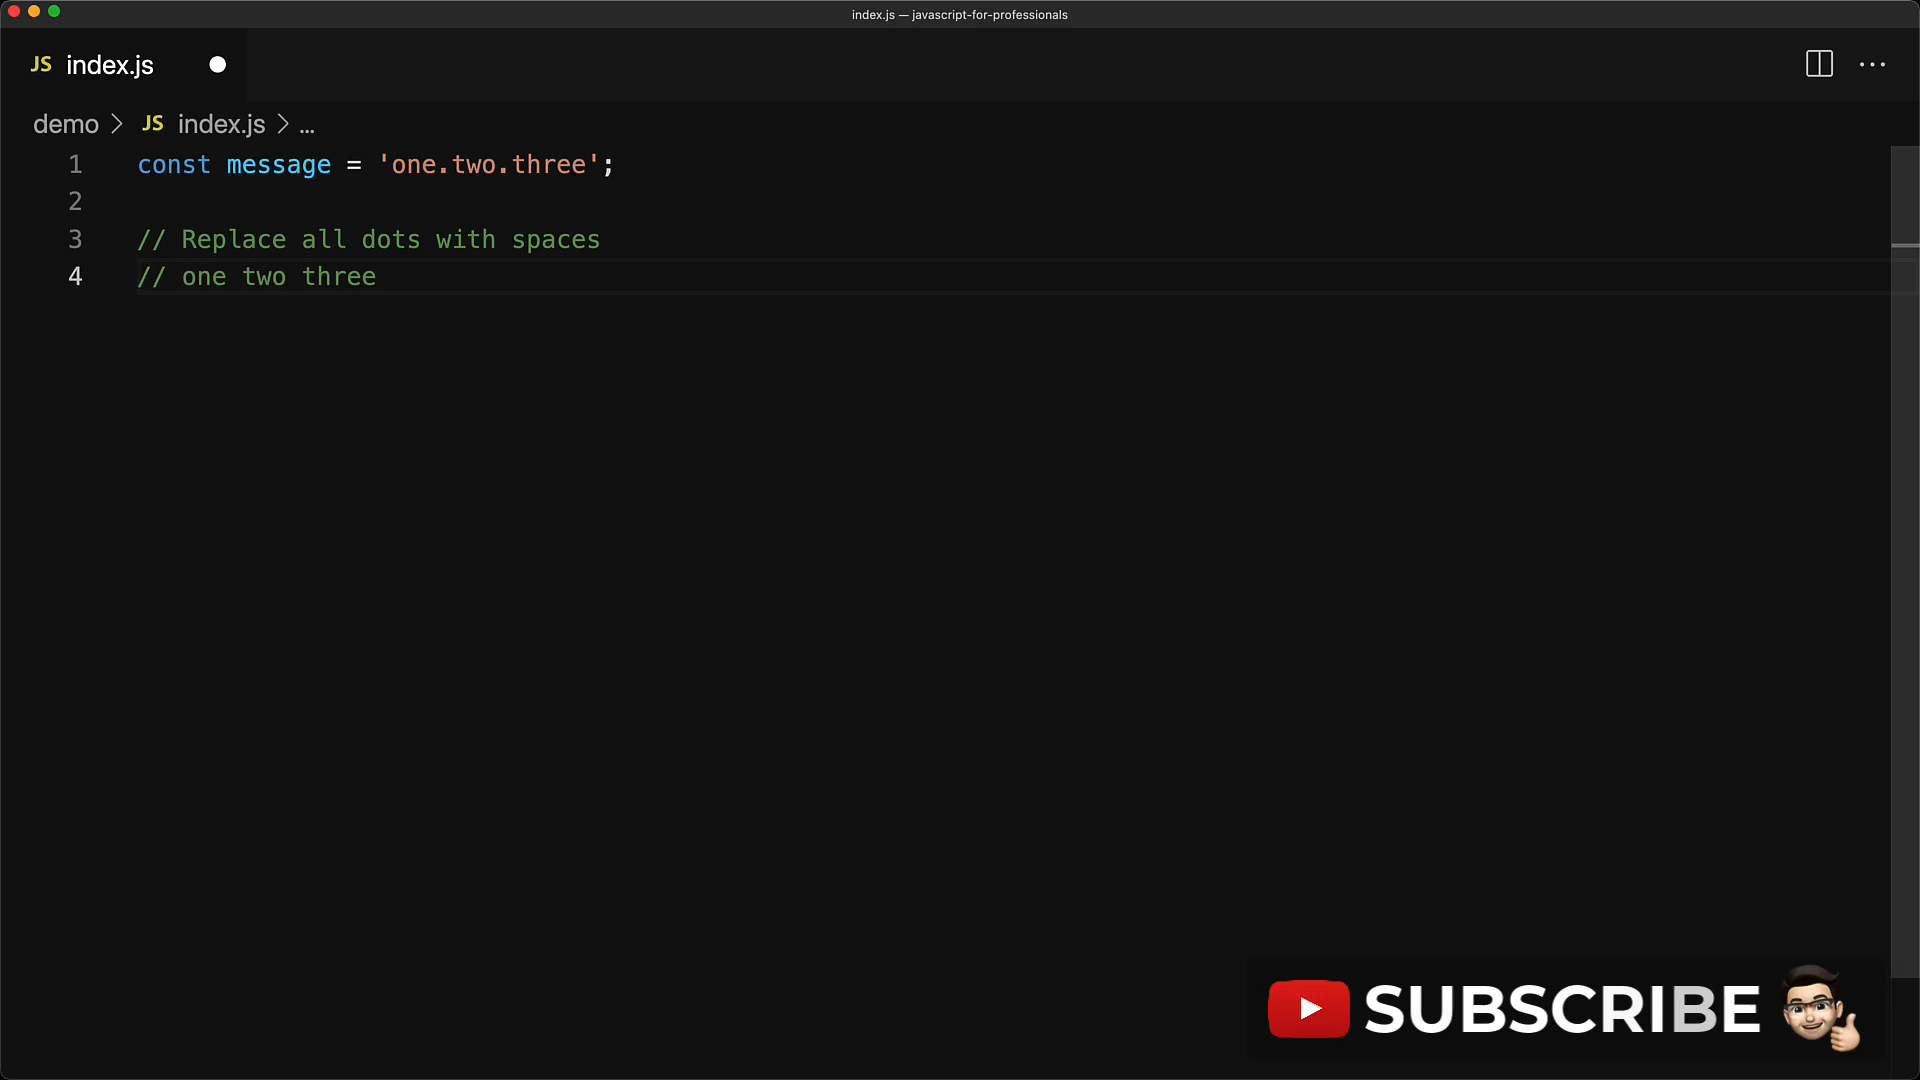 index.js — javascript-for-professionals
JS index.js
demo > JS index.js > ...
1 const message = 'one.two.three';
2
3 // Replace all dots with spaces
4 // one two three
SUBSCRIBE